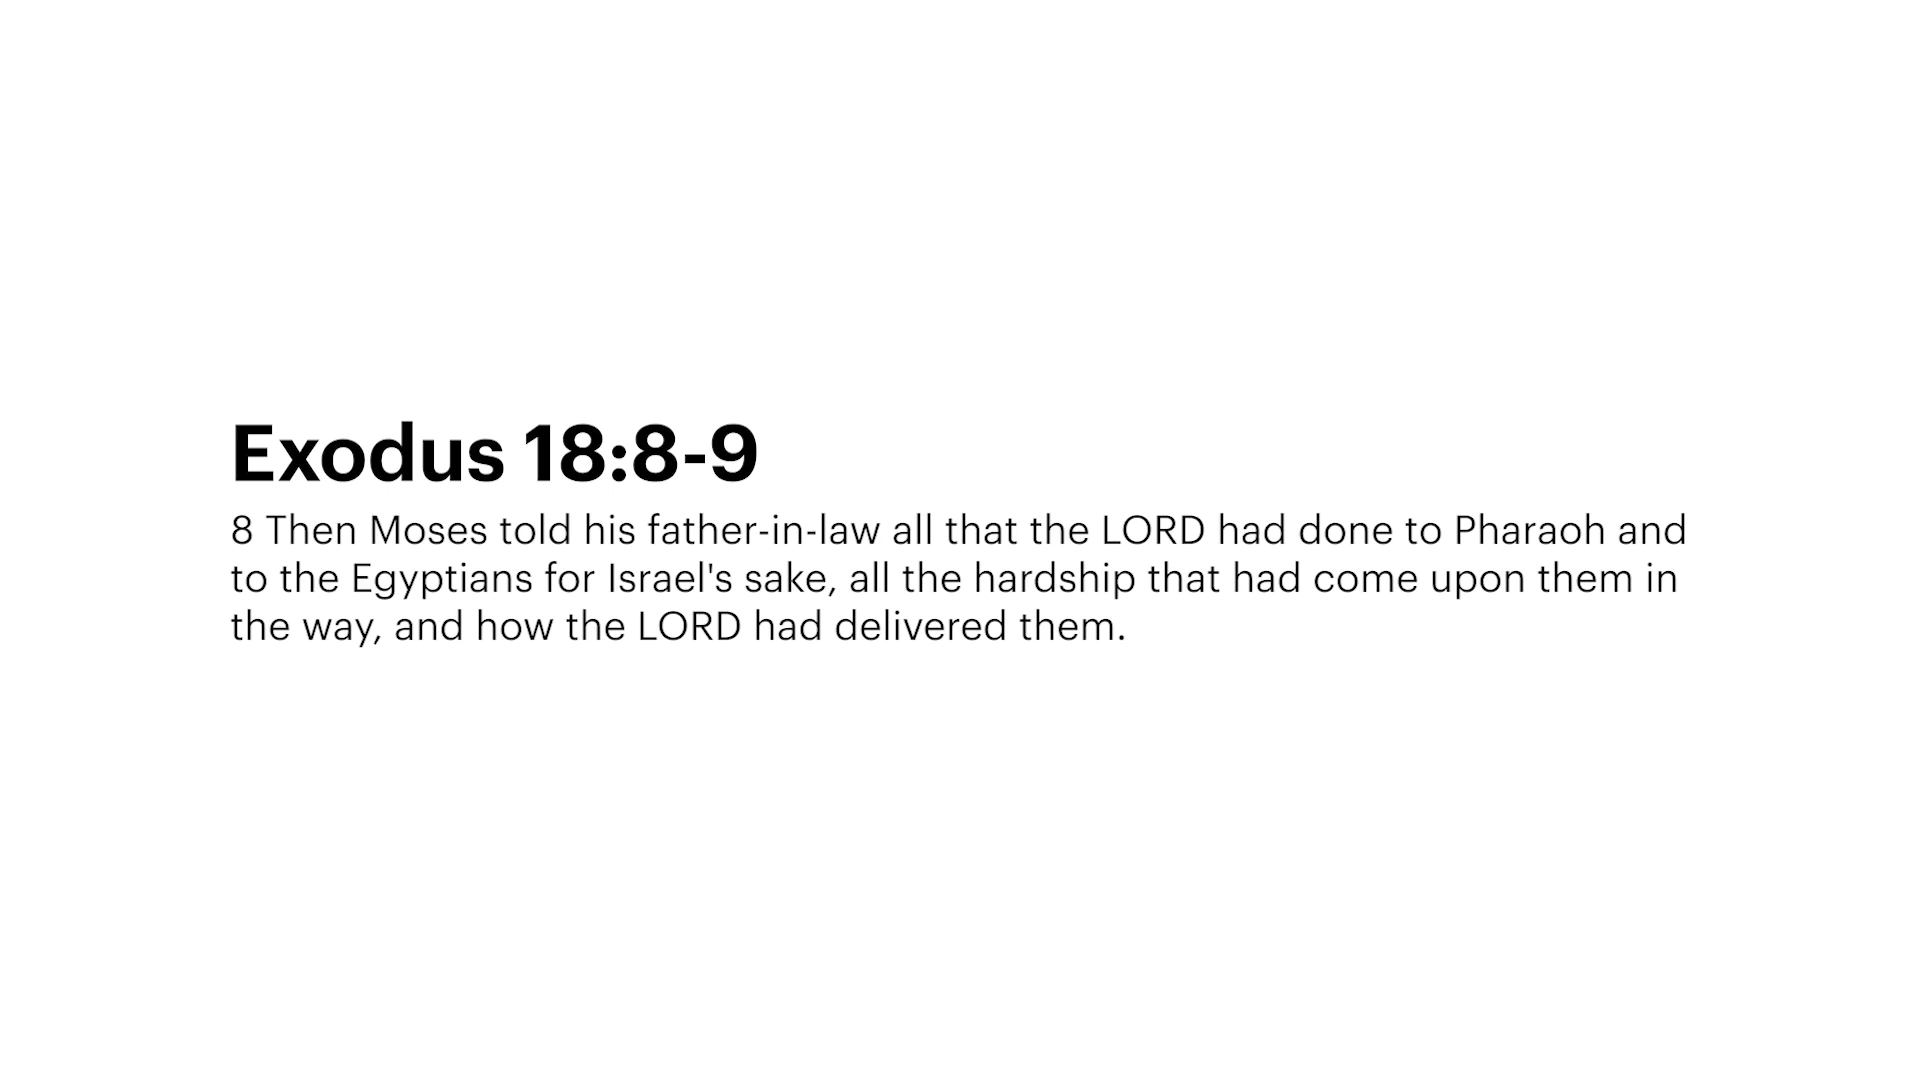 Exodus 18:8-9
8 Then Moses told his father-in-law all that the LORD had done to Pharaoh and
to the Egyptians for Israel's sake, all the hardship that had come upon them in
the way, and how the LORD had delivered them.